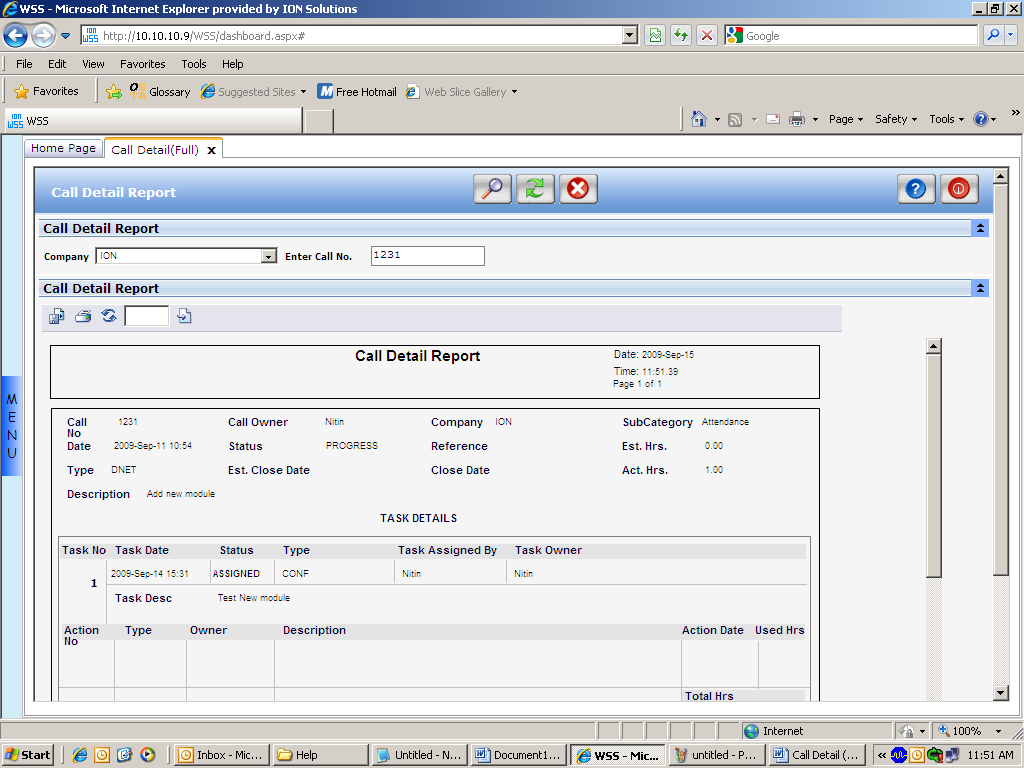 WSS - Microsoft Internet Explorer provided by ION Solutions
ION WSS http://10.10.10.9/WSS/dashboard.aspx# Google
File Edit View Favorites Tools Help
Favorites Glossary Suggested Sites Free Hotmail Web Slice Gallery
ION WSS WSS Page Safety Tools »
Home Page Call Detail(Full) x
Call Detail Report
Call Detail Report
Company ION Enter Call No. 1231
Call Detail Report
MENU
Call Detail Report
Date: 2009-Sep-15
Time: 11:51.39
Page 1 of 1
Call No 1231 Call Owner Nitin Company ION SubCategory Attendance
Date 2009-Sep-11 10:54 Status PROGRESS Reference Est. Hrs. 0.00
Type DNET Est. Close Date Close Date Act. Hrs. 1.00
Description Add new module
TASK DETAILS
Task No Task Date Status Type Task Assigned By Task Owner
1 2009-Sep-14 15:31 ASSIGNED CONF Nitin Nitin
Task Desc Test New module
Action No Type Owner Description Action Date Used Hrs
Total Hrs
Internet 100%
Start Inbox - Mic... Help Untitled - N... Document1... WSS - Mic... untitled - P... Call Detail (... « 11:51 AM